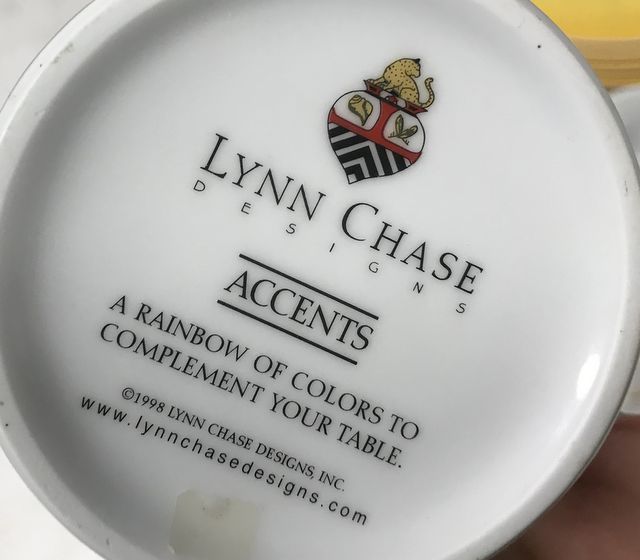 LYNN CHASE
DESIGNS
ACCENTS
A RAINBOW OF COLORS TO
COMPLEMENT YOUR TABLE.
©1998 LYNN CHASE DESIGNS, INC.
www.lynnchasedesigns.com